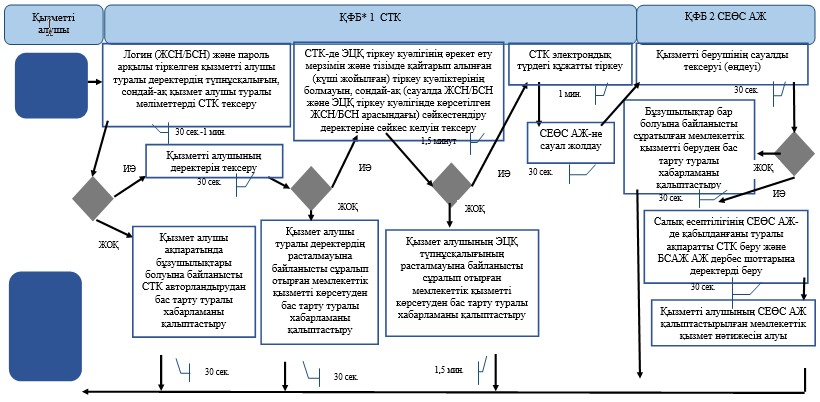 Қызметті
алушы
ҚФБ* 1 СТК
ҚФБ 2 СЕӨС АЖ
Логин (ЖСН/БСН) және пароль
арқылы тіркелген қызметті алушы
туралы деректердің түпнұсқалығын,
сондай-ақ қызмет алушы туралы
мәліметтерді СТК тексеру
30 сек.-1 мин.
СТК-де ЭЦҚ тіркеу куәлігінің әрекет ету
мерзімін және тізімде қайтарып алынған
(күші жойылған) тіркеу куәліктерінің
болмауын, сондай-ақ (сауалда ЖСН/БСН
және ЭЦҚ тіркеу куәлігінде көрсетілген
ЖСН/БСН арасындағы) сәйкестендіру
деректеріне сәйкес келуін тексеру
1,5 минут
СТК электрондық
түрдегі құжатты тіркеу
1 мин.
СЕӨС АЖ-не
сауал жолдау
30 сек.
Қызметті берушінің сауалды
тексеруі (өңдеуі)
30 сек.
Бұзушылықтар бар
болуына байланысты
сұратылған мемлекеттік
қызметті беруден бас
тарту туралы
хабарламаны
қалыптастыру
ЖОҚ
ИӘ
30 сек.
Қызметті алушының
деректерін тексеру
30 сек.
ИӘ
ИӘ
ИӘ
ЖОҚ
ЖОҚ
ЖОҚ
Қызмет алушы
ақпаратында
бұзушылықтары
болуына байланысты
СТК авторландырудан
бас тарту туралы
хабарламаны
қалыптастыру
Қызмет алушы
туралы деректердің
расталмауына
байланысты сұралып
отырған мемлекеттік
қызметті көрсетуден
бас тарту туралы
хабарламаны
қалыптастыру
Қызмет алушының ЭЦҚ
түпнұсқалығының
расталмауына байланысты
сұралып отырған
мемлекеттік қызметті
көрсетуден бас тарту туралы
хабарламаны қалыптастыру
Салық есептілігінің СЕӨС АЖ-
де қабылданғаны туралы
ақпаратты СТК беру және
БСАЖ АЖ дербес шоттарына
деректерді беру
30 сек.
Қызметті алушының СЕӨС АЖ
қалыптастырылған мемлекеттік
қызмет нәтижесін алуы
30 сек.
30 сек.
1,5 мин.